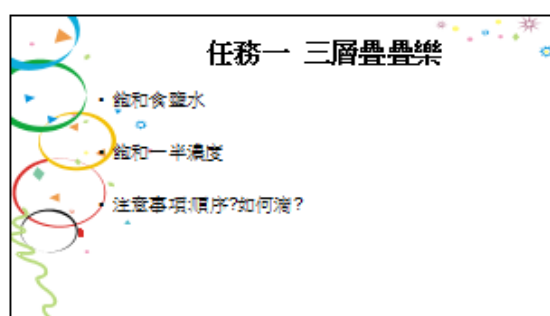 任務一 三層疊疊樂
• 飽和食鹽水
• 飽和一半濃度
• 注意事項:順序?如何滴?